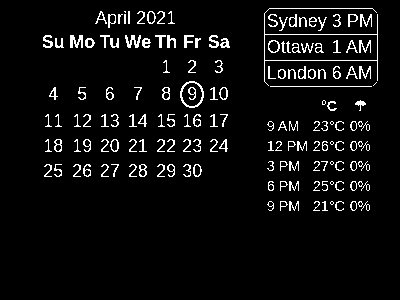 April 2021
Su Mo Tu We Th Fr Sa
1 2 3
4 5 6 7 8 9 10
11 12 13 14 15 16 17
18 19 20 21 22 23 24
25 26 27 28 29 30
Sydney 3 PM
Ottawa 1 AM
London 6 AM
°C
9 AM 23°C 0%
12 PM 26°C 0%
3 PM 27°C 0%
6 PM 25°C 0%
9 PM 21°C 0%